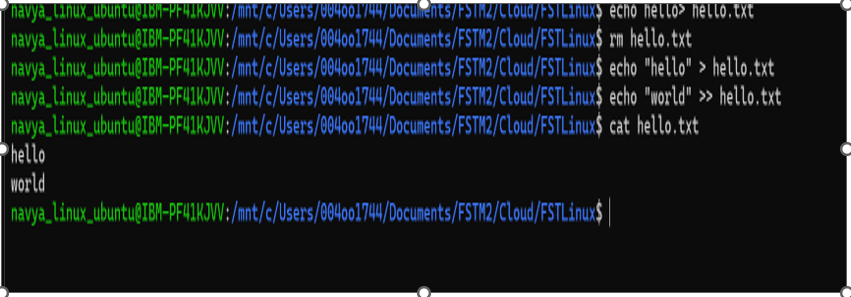 navya_linux_ubuntu@IBM-PF41KJVV:/mnt/c/Users/004oo1744/Documents/FSTM2/Cloud/FSTLinux$ echo hello> hello.txt
navya_linux_ubuntu@IBM-PF41KJVV:/mnt/c/Users/004oo1744/Documents/FSTM2/Cloud/FSTLinux$ rm hello.txt
navya_linux_ubuntu@IBM-PF41KJVV:/mnt/c/Users/004oo1744/Documents/FSTM2/Cloud/FSTLinux$ echo "hello" > hello.txt
navya_linux_ubuntu@IBM-PF41KJVV:/mnt/c/Users/004oo1744/Documents/FSTM2/Cloud/FSTLinux$ echo "world" >> hello.txt
navya_linux_ubuntu@IBM-PF41KJVV:/mnt/c/Users/004oo1744/Documents/FSTM2/Cloud/FSTLinux$ cat hello.txt
hello
world
navya_linux_ubuntu@IBM-PF41KJVV:/mnt/c/Users/004oo1744/Documents/FSTM2/Cloud/FSTLinux$